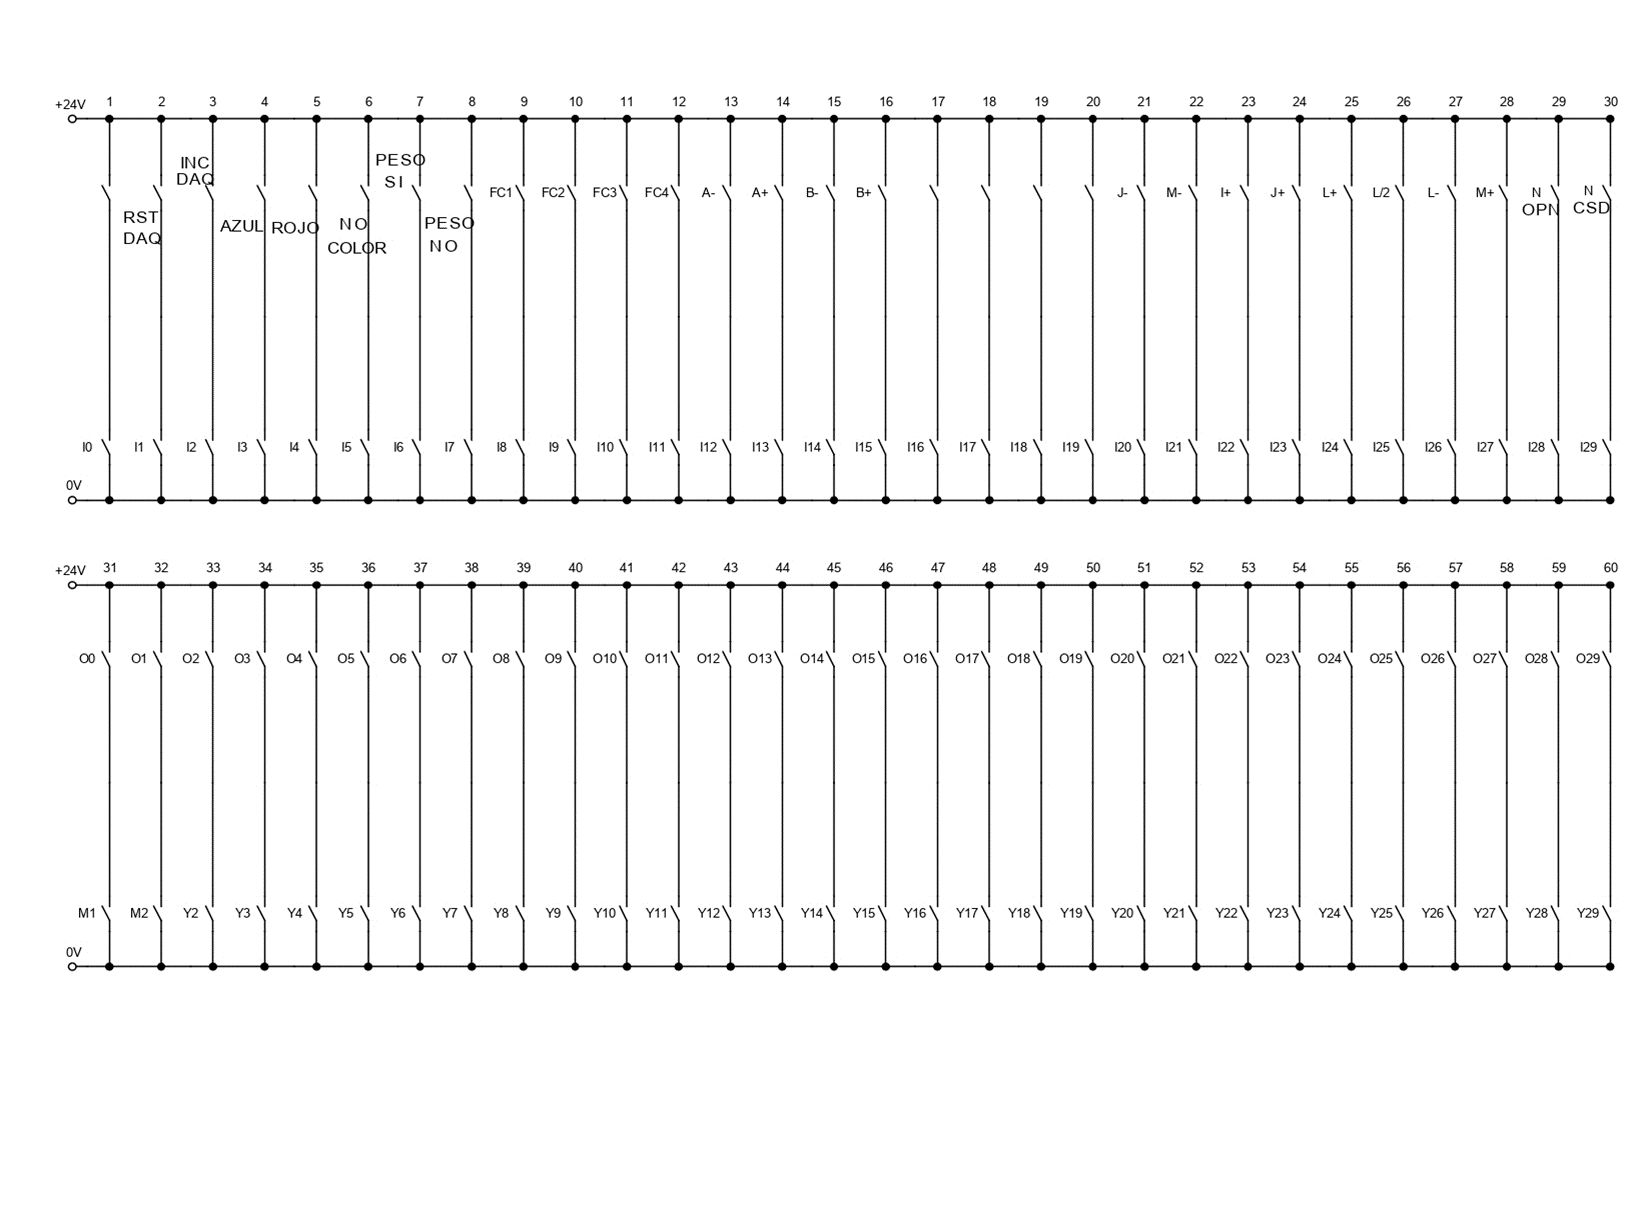 +24V 1 2 3 4 5 6 7 8 9 10 11 12 13 14 15 16 17 18 19 20 21 22 23 24 25 26 27 28 29 30
INC
DAQ
PESO
SI
FC1 FC2 FC3 FC4 A- A+ B- B+ J- M- I+ J+ L+ L/2 L- M+ N
OPN
N
CSD
RST
DAQ
AZUL
ROJO
NO
COLOR
PESO
NO
I0 I1 I2 I3 I4 I5 I6 I7 I8 I9 I10 I11 I12 I13 I14 I15 I16 I17 I18 I19 I20 I21 I22 I23 I24 I25 I26 I27 I28 I29
0V
+24V 31 32 33 34 35 36 37 38 39 40 41 42 43 44 45 46 47 48 49 50 51 52 53 54 55 56 57 58 59 60
O0 O1 O2 O3 O4 O5 O6 O7 O8 O9 O10 O11 O12 O13 O14 O15 O16 O17 O18 O19 O20 O21 O22 O23 O24 O25 O26 O27 O28 O29
M1 M2 Y2 Y3 Y4 Y5 Y6 Y7 Y8 Y9 Y10 Y11 Y12 Y13 Y14 Y15 Y16 Y17 Y18 Y19 Y20 Y21 Y22 Y23 Y24 Y25 Y26 Y27 Y28 Y29
0V